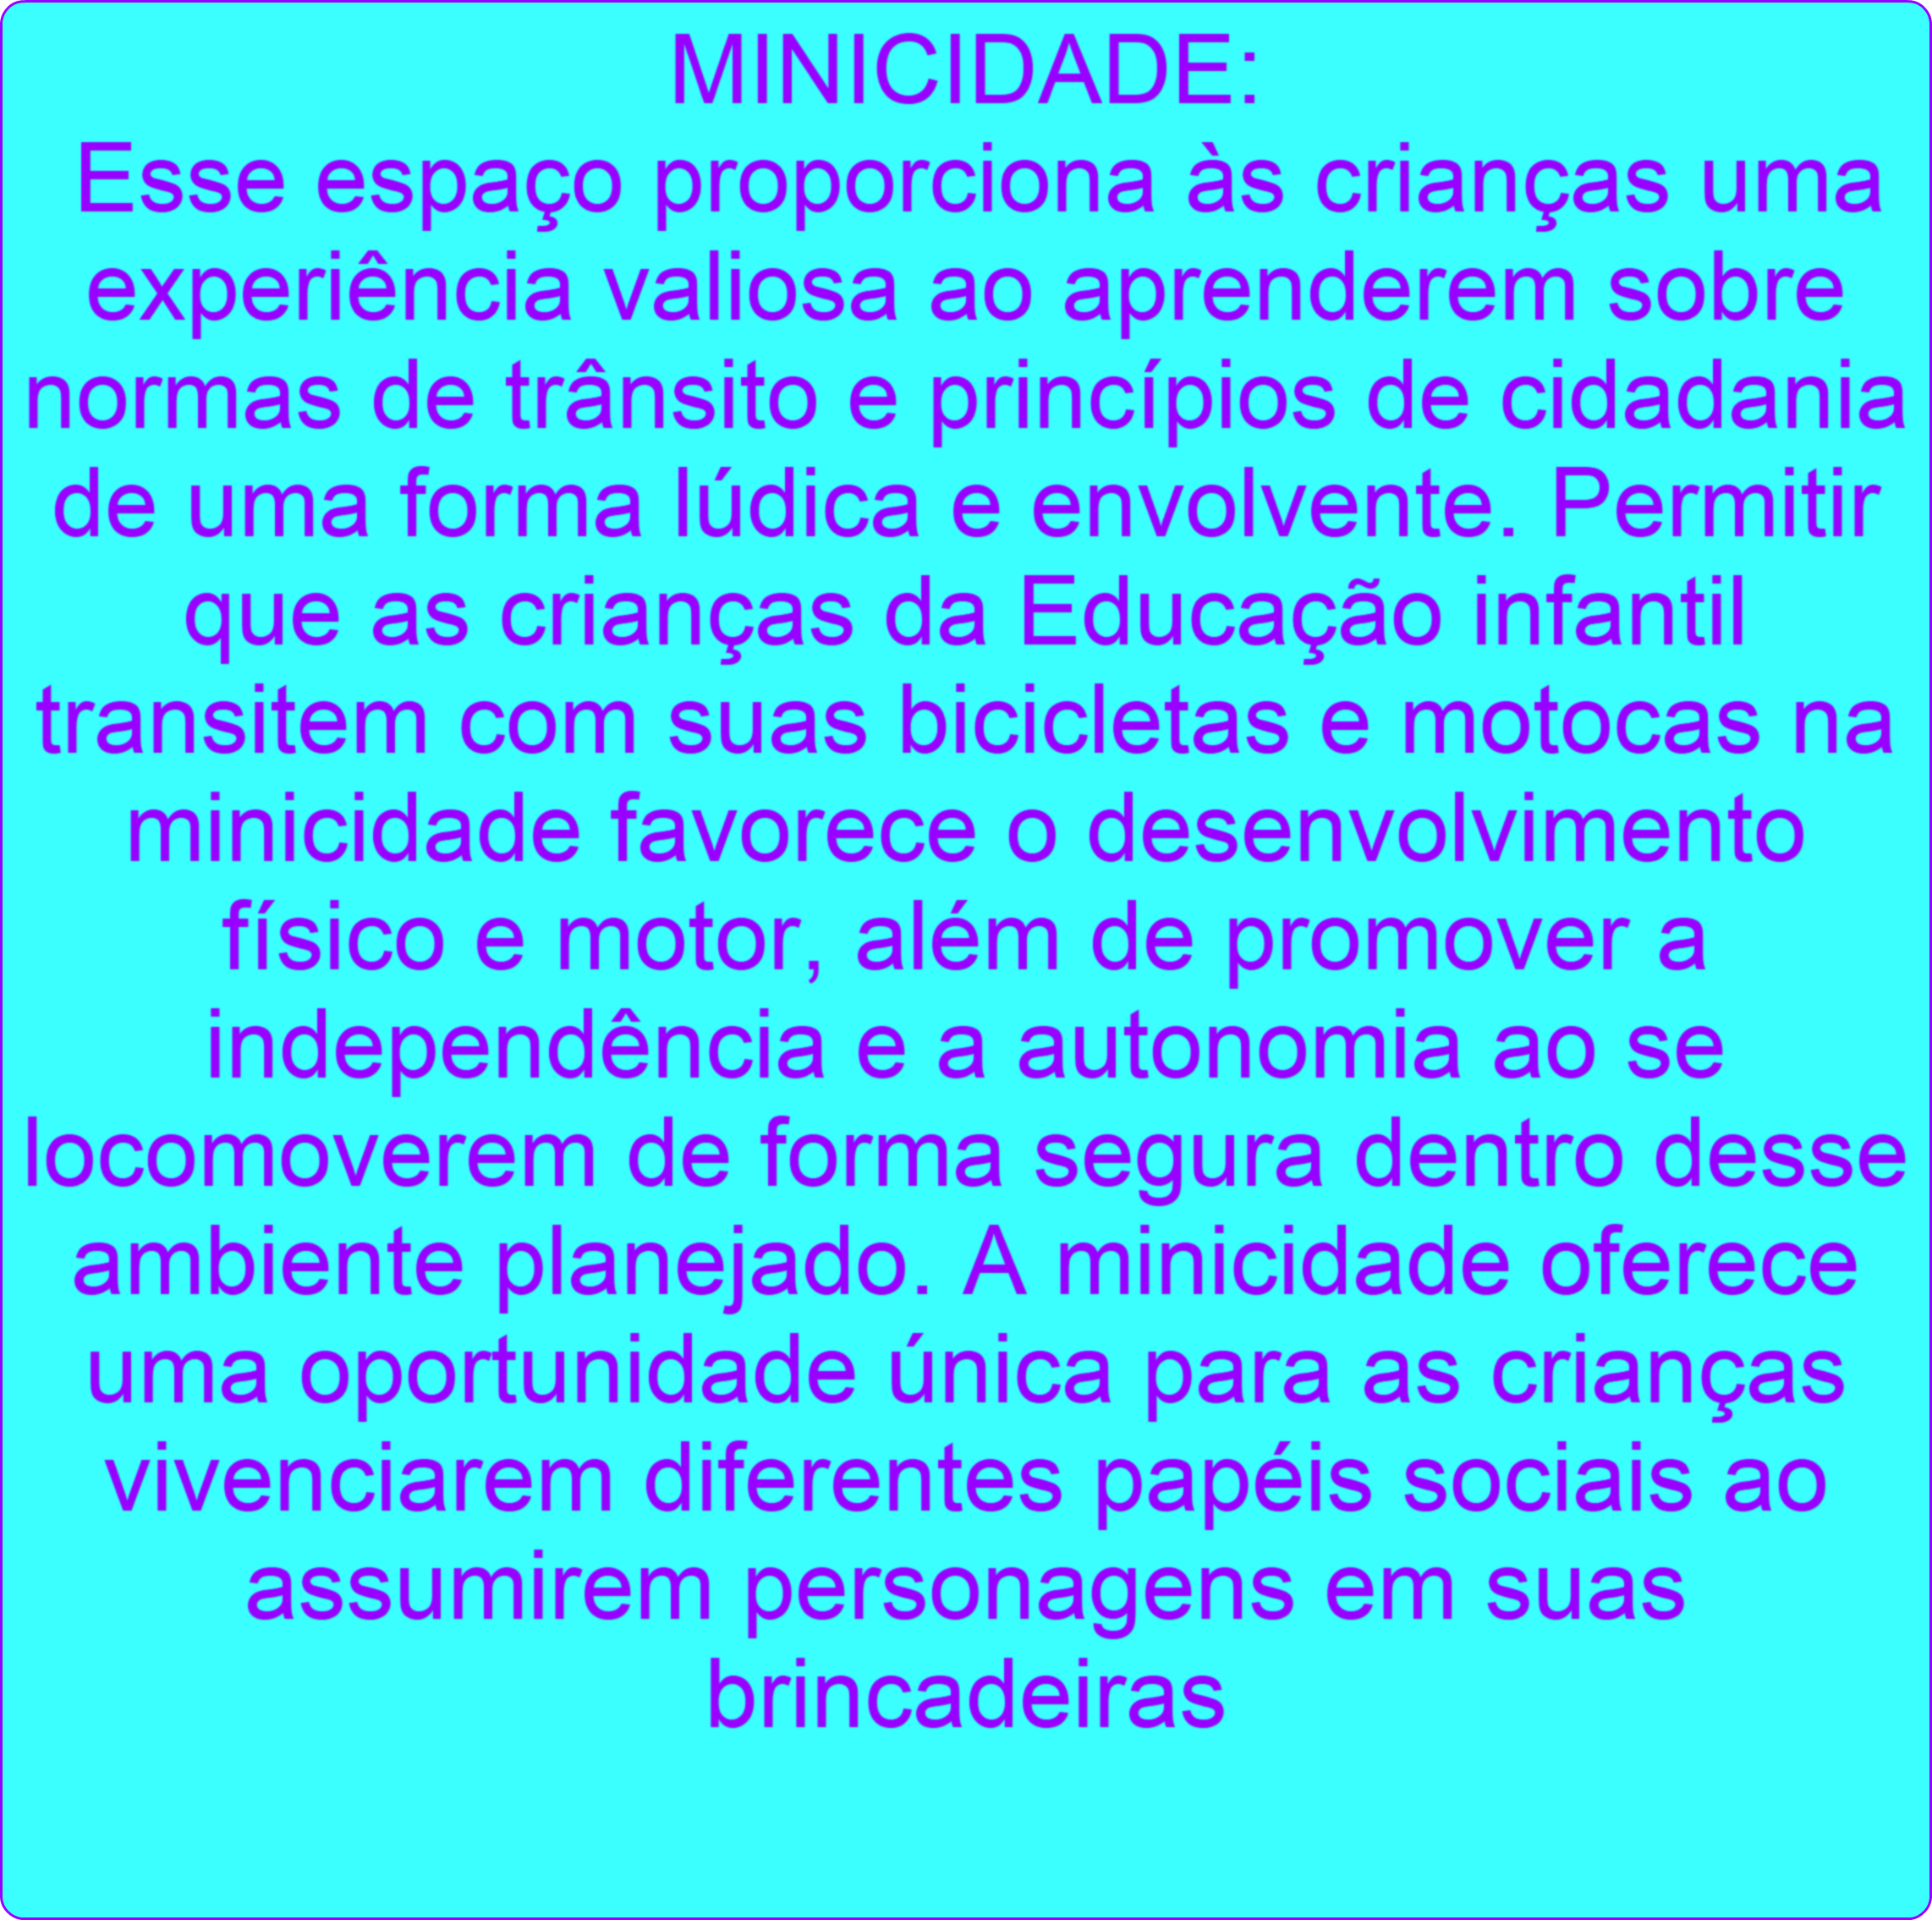 MINICIDADE:
Esse espaço proporciona às crianças uma
experiência valiosa ao aprenderem sobre
normas de trânsito e princípios de cidadania
de uma forma lúdica e envolvente. Permitir
que as crianças da Educação infantil
transitem com suas bicicletas e motocas na
minicidade favorece o desenvolvimento
físico e motor, além de promover a
independência e a autonomia ao se
locomoverem de forma segura dentro desse
ambiente planejado. A minicidade oferece
uma oportunidade única para as crianças
vivenciarem diferentes papéis sociais ao
assumirem personagens em suas
brincadeiras